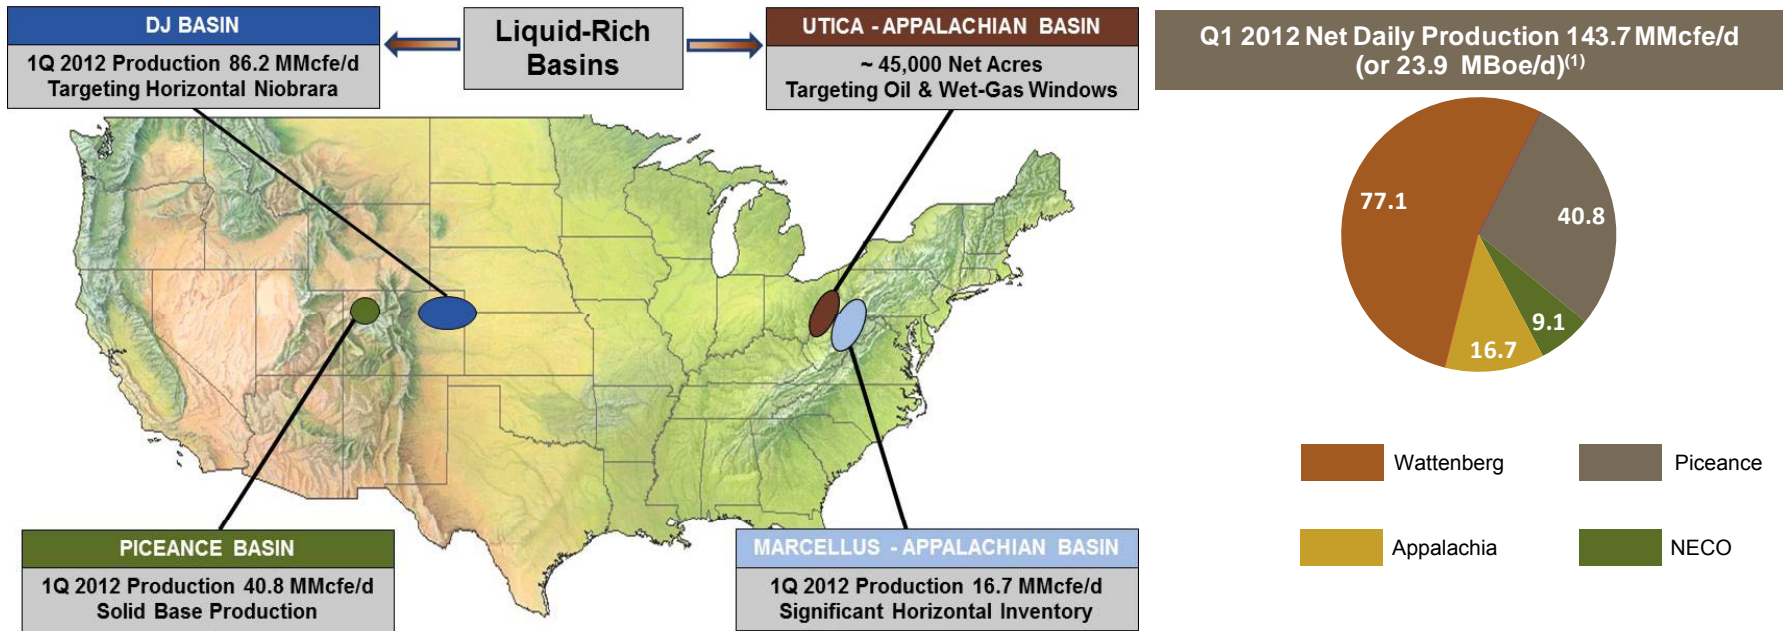 DJ BASIN
1Q 2012 Production 86.2 MMcfe/d
Targeting Horizontal Niobrara
Liquid-Rich
Basins
UTICA - APPALACHIAN BASIN
~ 45,000 Net Acres
Targeting Oil & Wet-Gas Windows
PICEANCE BASIN
1Q 2012 Production 40.8 MMcfe/d
Solid Base Production
MARCELLUS - APPALACHIAN BASIN
1Q 2012 Production 16.7 MMcfe/d
Significant Horizontal Inventory
Q1 2012 Net Daily Production 143.7 MMcfe/d
(or 23.9 MBoe/d)(1)
77.1
40.8
9.1
16.7
Wattenberg
Piceance
Appalachia
NECO